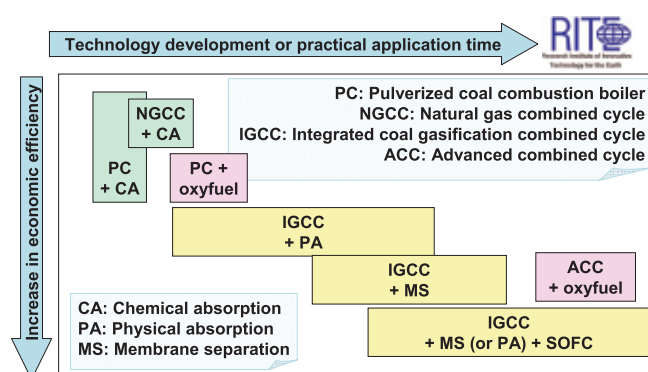 Technology development or practical application time
RITE
Research Institute of Innovative
Technology for the Earth
Increase in economic efficiency
PC: Pulverized coal combustion boiler
NGCC: Natural gas combined cycle
IGCC: Integrated coal gasification combined cycle
ACC: Advanced combined cycle
NGCC
+ CA
PC
+ CA
PC +
oxyfuel
IGCC
+ PA
IGCC
+ MS
ACC
+ oxyfuel
IGCC
+ MS (or PA) + SOFC
CA: Chemical absorption
PA: Physical absorption
MS: Membrane separation